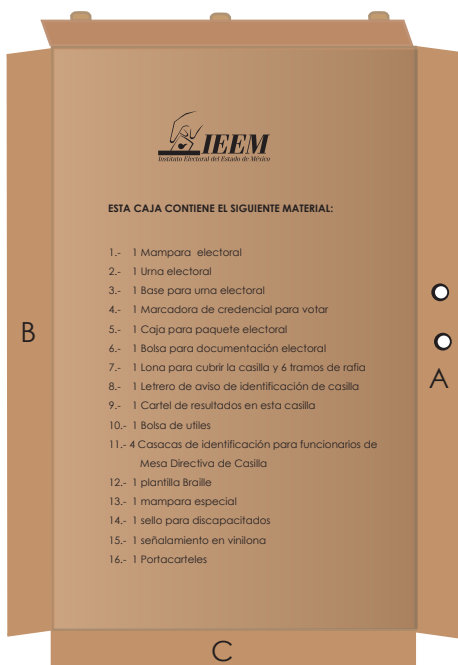 IEEM
Instituto Electoral del Estado de México
ESTA CAJA CONTIENE EL SIGUIENTE MATERIAL:
1.- 1 Mampara electoral
2.- 1 Urna electoral
3.- 1 Base para urna electoral
4.- 1 Marcadora de credencial para votar
5.- 1 Caja para paquete electoral
6.- 1 Bolsa para documentación electoral
7.- 1 Lona para cubrir la casilla y 6 tramos de rafia
8.- 1 Letrero de aviso de identificación de casilla
9.- 1 Cartel de resultados en esta casilla
10.- 1 Bolsa de utiles
11.- 4 Casacas de identificación para funcionarios de
Mesa Directiva de Casilla
12.- 1 plantilla Braille
13.- 1 mampara especial
14.- 1 sello para discapacitados
15.- 1 señalamiento en vinilona
16.- 1 Portacarteles
B
A
C